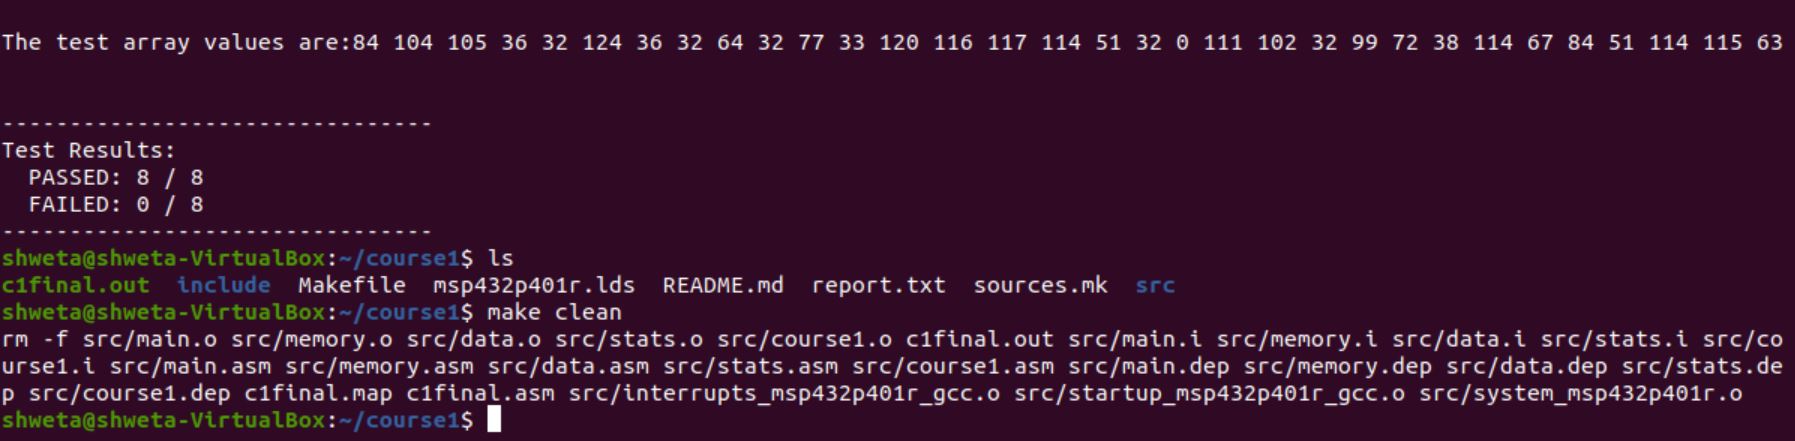 The test array values are:84 104 105 36 32 124 36 32 64 32 77 33 120 116 117 114 51 32 0 111 102 32 99 72 38 114 67 84 51 114 115 63
--------------------------------
Test Results:
  PASSED: 8 / 8
  FAILED: 0 / 8
--------------------------------
shweta@shweta-VirtualBox:~/course1$ ls
c1final.out  include  Makefile  msp432p401r.lds  README.md  report.txt  sources.mk  src
shweta@shweta-VirtualBox:~/course1$ make clean
rm -f src/main.o src/memory.o src/data.o src/stats.o src/course1.o c1final.out src/main.i src/memory.i src/data.i src/stats.i src/co
urse1.i src/main.asm src/memory.asm src/data.asm src/stats.asm src/course1.asm src/main.dep src/memory.dep src/data.dep src/stats.de
p src/course1.dep c1final.map c1final.asm src/interrupts_msp432p401r_gcc.o src/startup_msp432p401r_gcc.o src/system_msp432p401r.o
shweta@shweta-VirtualBox:~/course1$